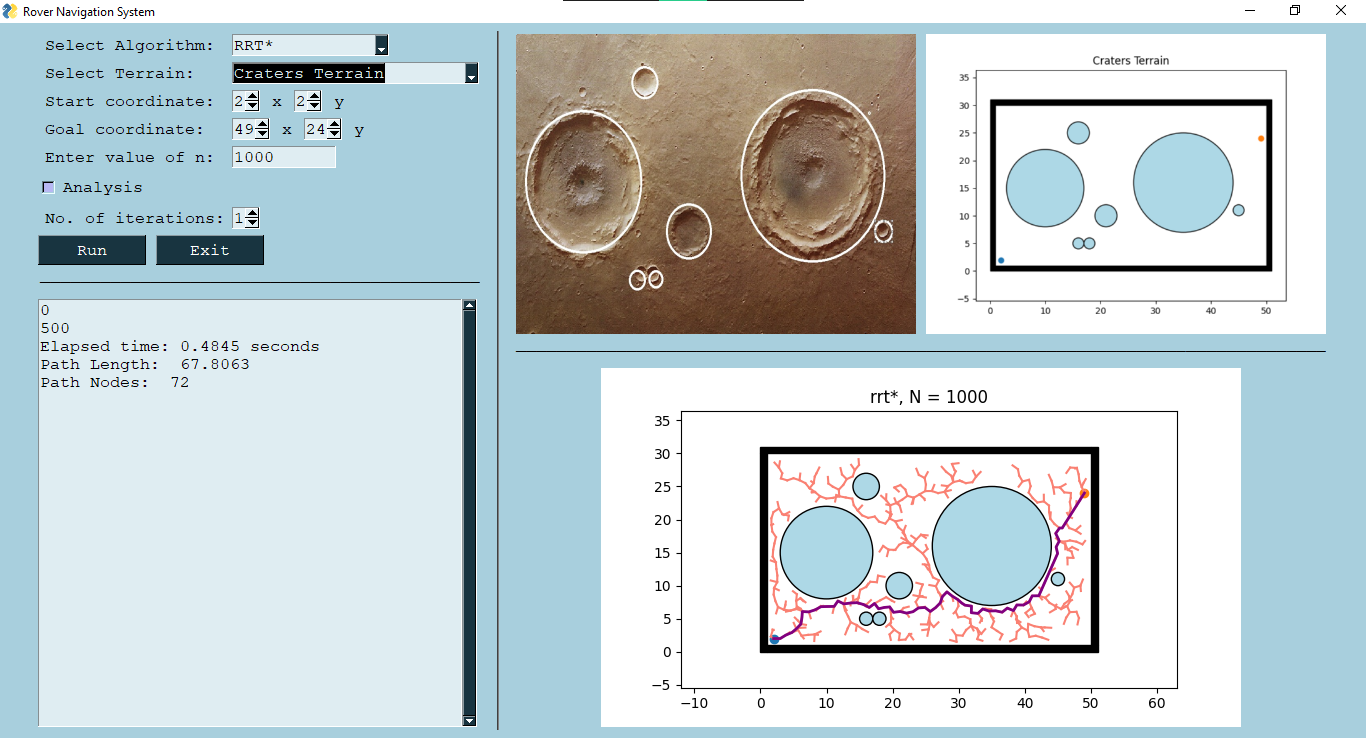 Rover Navigation System
Select Algorithm: RRT*
Select Terrain: Craters Terrain
Start coordinate: 2 x 2 y
Goal coordinate: 49 x 24 y
Enter value of n: 1000
Analysis
No. of iterations: 1
Run Exit
0
500
Elapsed time: 0.4845 seconds
Path Length: 67.8063
Path Nodes: 72
Craters Terrain
35
30
25
20
15
10
5
0
−5
0 10 20 30 40 50
rrt*, N = 1000
35
30
25
20
15
10
5
0
−5
−10 0 10 20 30 40 50 60